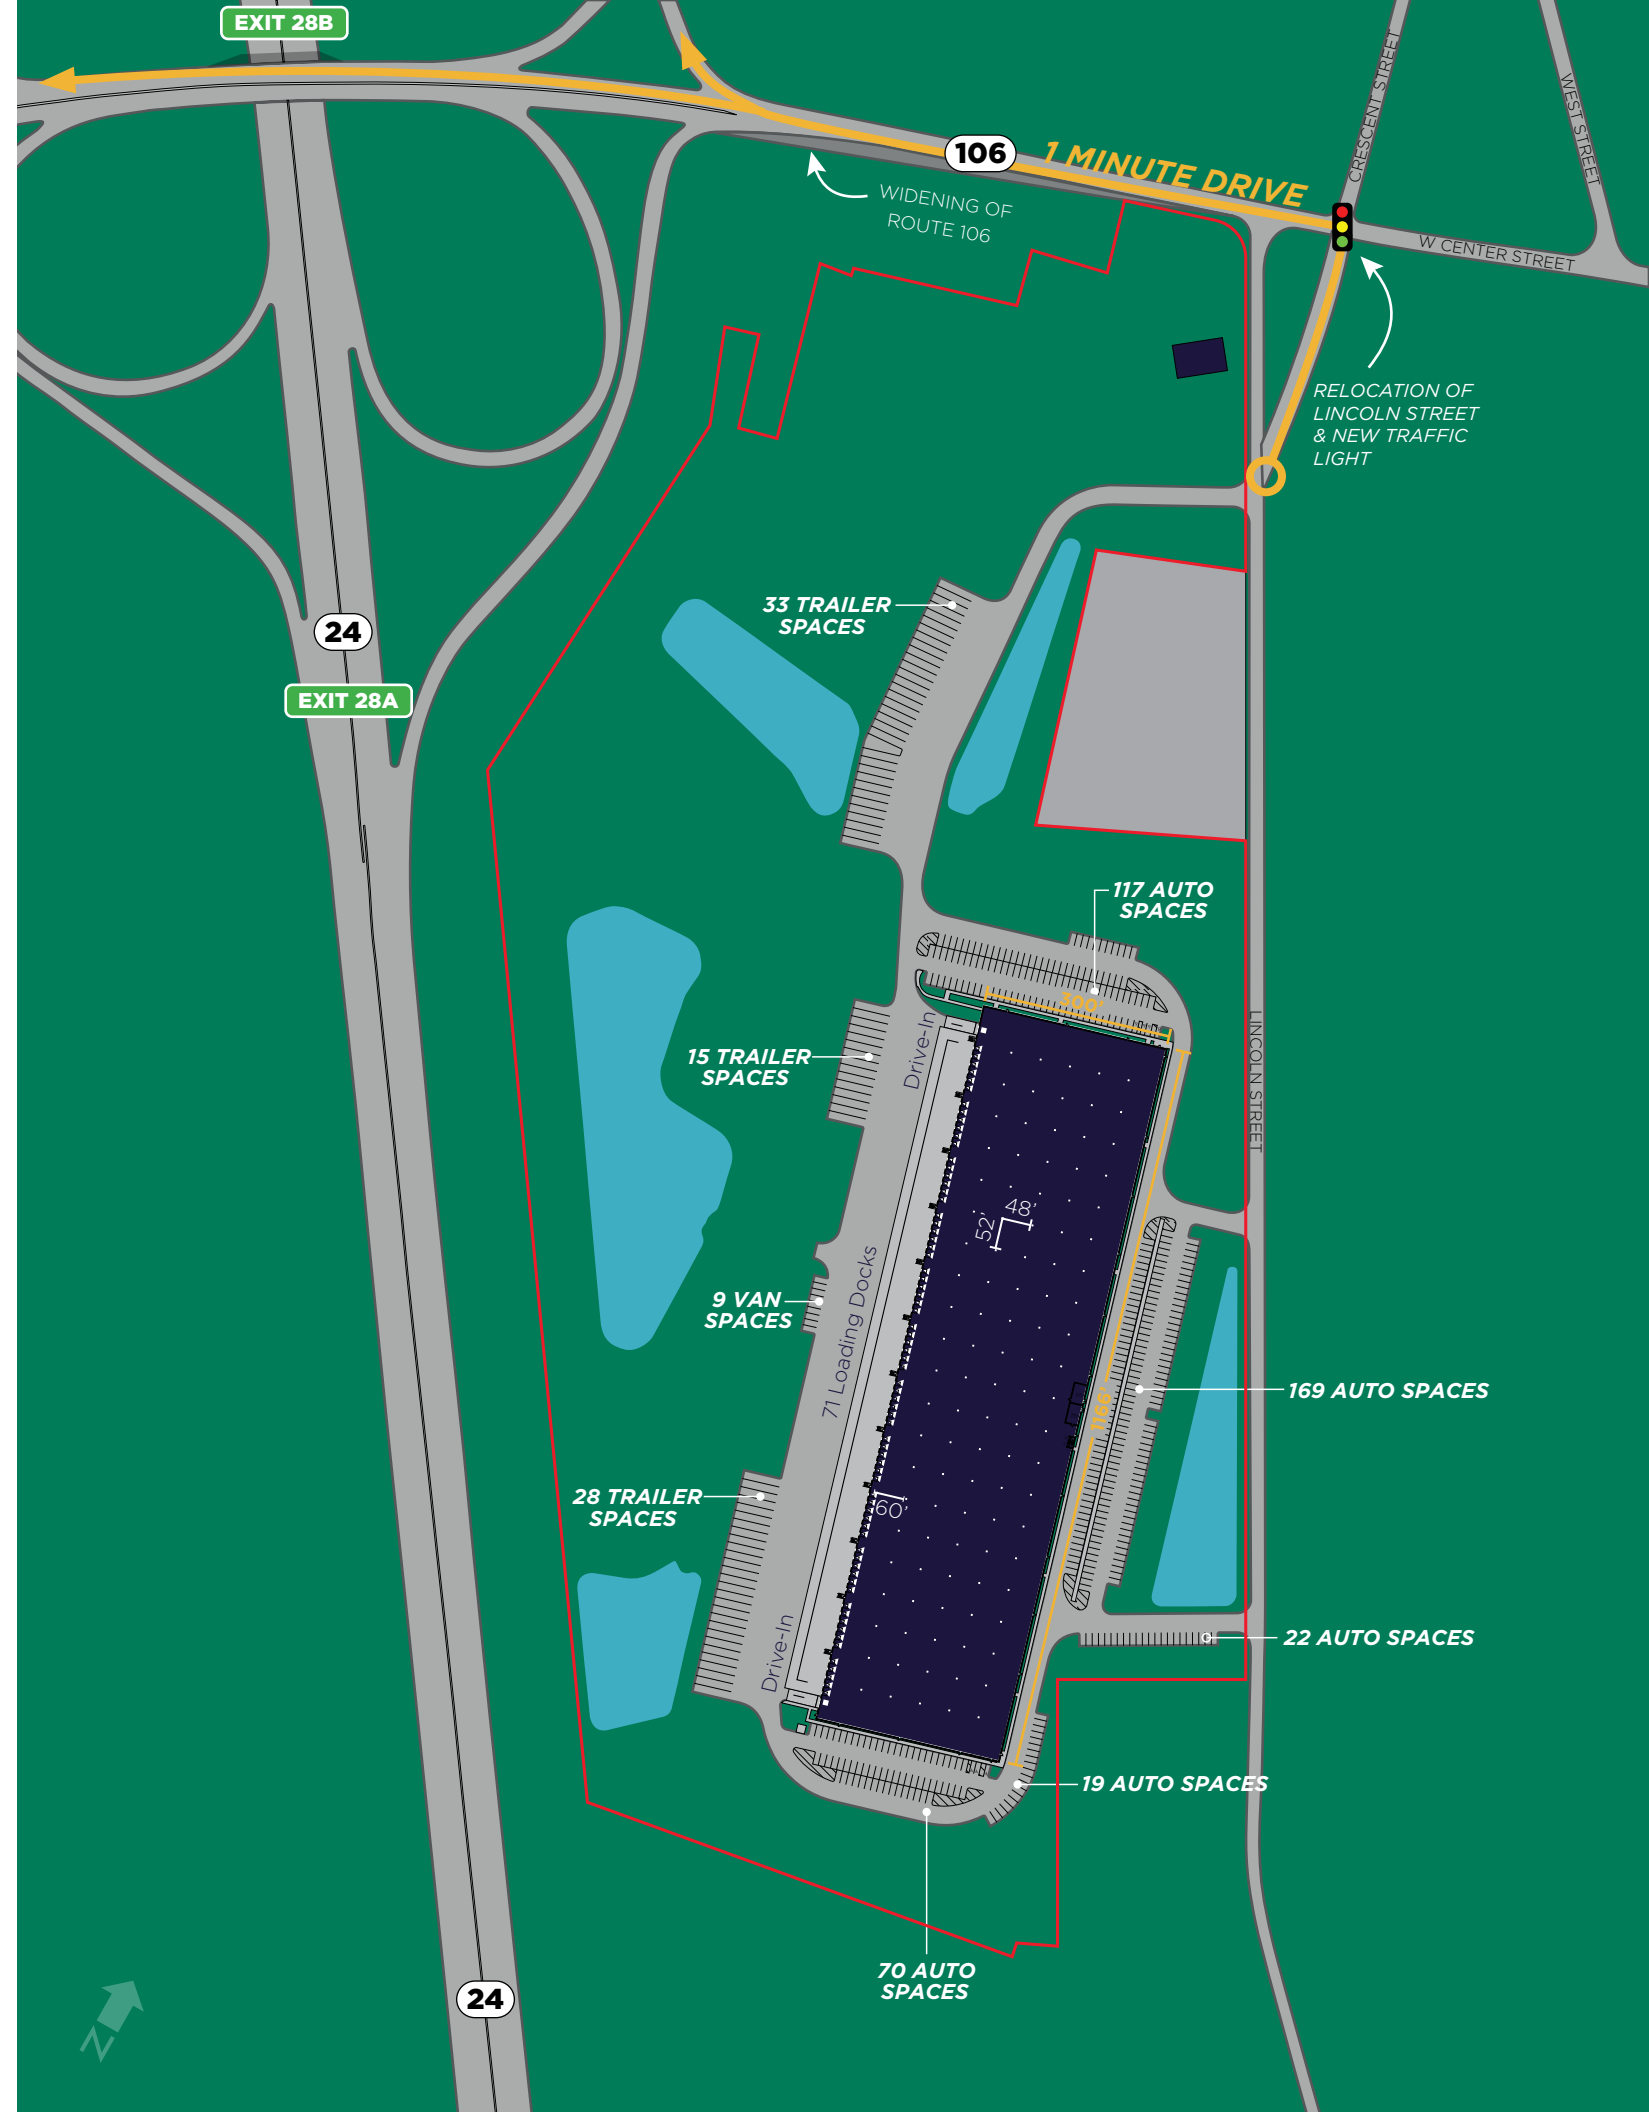 EXIT 28B
CRESCENT STREET
WEST STREET
106
1 MINUTE DRIVE
WIDENING OF
ROUTE 106
W CENTER STREET
RELOCATION OF
LINCOLN STREET
& NEW TRAFFIC
LIGHT
33 TRAILER
SPACES
24
EXIT 28A
117 AUTO
SPACES
300'
Drive-In
15 TRAILER
SPACES
LINCOLN STREET
48'
52'
9 VAN
SPACES
71 Loading Docks
1166'
169 AUTO SPACES
28 TRAILER
SPACES
60'
Drive-In
22 AUTO SPACES
19 AUTO SPACES
70 AUTO
SPACES
24
N